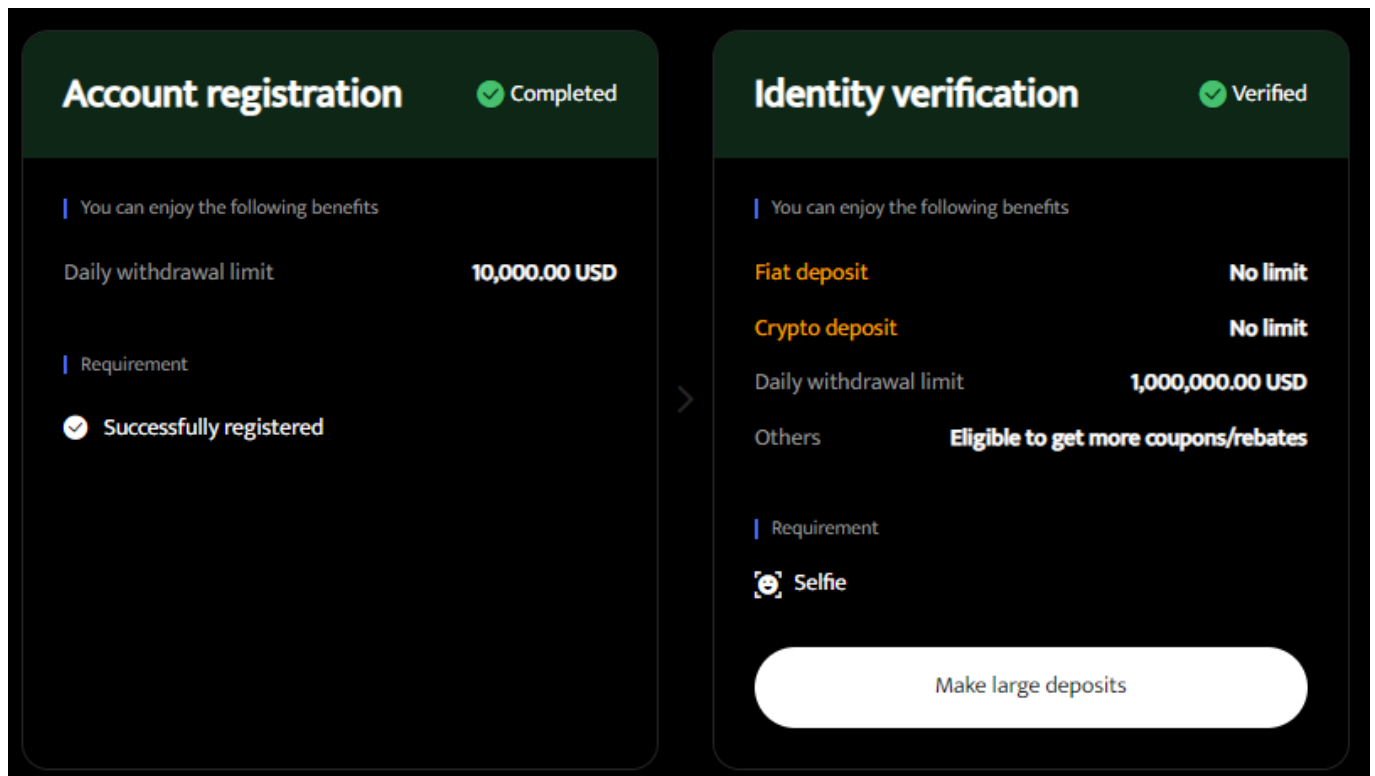 Account registration
Completed
You can enjoy the following benefits
Daily withdrawal limit
10,000.00 USD
Requirement
Successfully registered
Identity verification
Verified
You can enjoy the following benefits
Fiat deposit
No limit
Crypto deposit
No limit
Daily withdrawal limit
1,000,000.00 USD
Others
Eligible to get more coupons/rebates
Requirement
Selfie
Make large deposits